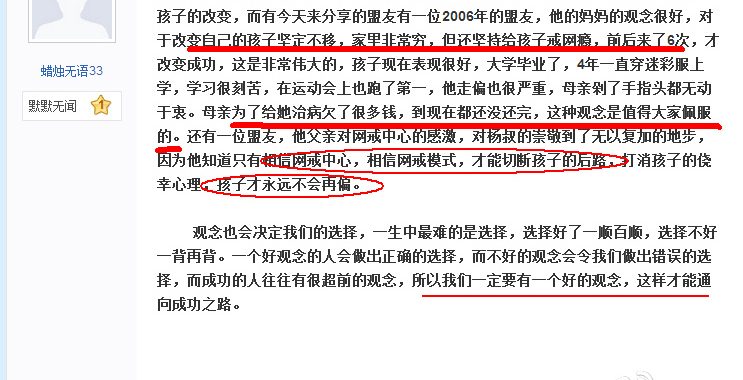 孩子的改变，而有今天来分享的盟友有一位2006年的盟友，他的妈妈的观念很好，对
于改变自己的孩子坚定不移，家里非常穷，但还坚持给孩子戒网瘾，前后来了6次，才
改变成功，这是非常伟大的，孩子现在表现很好，大学毕业了，4年一直穿迷彩服上
学，学习很刻苦，在运动会上也跑了第一，他走偏也很严重，母亲剁了手指头都无动
于衷。母亲为了给她治病欠了很多钱，到现在都还没还完，这种观念是值得大家佩服
的。还有一位盟友，他父亲对网戒中心的感激，对杨叔的崇敬到了无以复加的地步，
因为他知道只有相信网戒中心，相信网戒模式，才能切断孩子的后路，打消孩子的侥
幸心理，孩子才永远不会再偏。
观念也会决定我们的选择，一生中最难的是选择，选择好了一顺百顺，选择不好
一背再背。一个好观念的人会做出正确的选择，而不好的观念会令我们做出错误的选
择，而成功的人往往有很超前的观念，所以我们一定要有一个好的观念，这样才能通
向成功之路。
蜡烛无语33
默默无闻
1